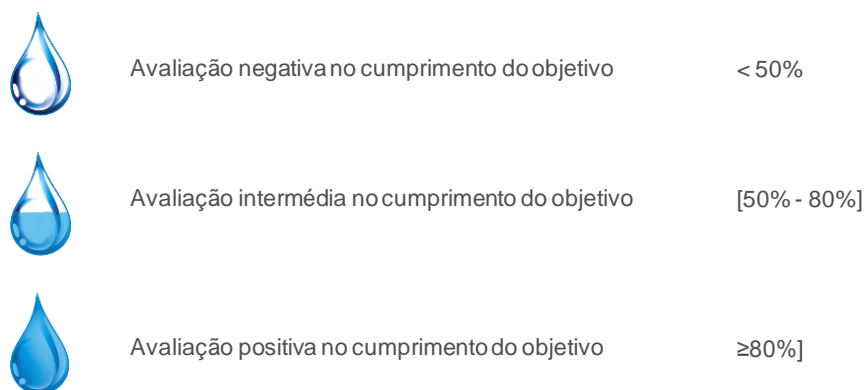 Avaliação negativa no cumprimento do objetivo < 50%
Avaliação intermédia no cumprimento do objetivo [50% - 80%]
Avaliação positiva no cumprimento do objetivo ≥80%]